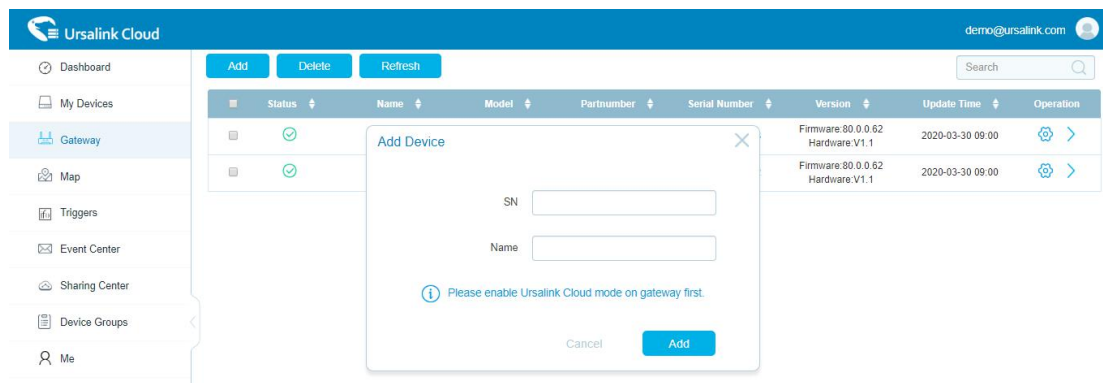 Ursalink Cloud
demo@ursalink.com
Dashboard
My Devices
Gateway
Map
Triggers
Event Center
Sharing Center
Device Groups
Me
Add Delete Refresh
Search
Status Name Model Partnumber Serial Number Version Update Time Operation
Firmware:80.0.0.62
Hardware:V1.1
2020-03-30 09:00
Firmware:80.0.0.62
Hardware:V1.1
2020-03-30 09:00
Add Device
SN
Name
Please enable Ursalink Cloud mode on gateway first.
Cancel Add